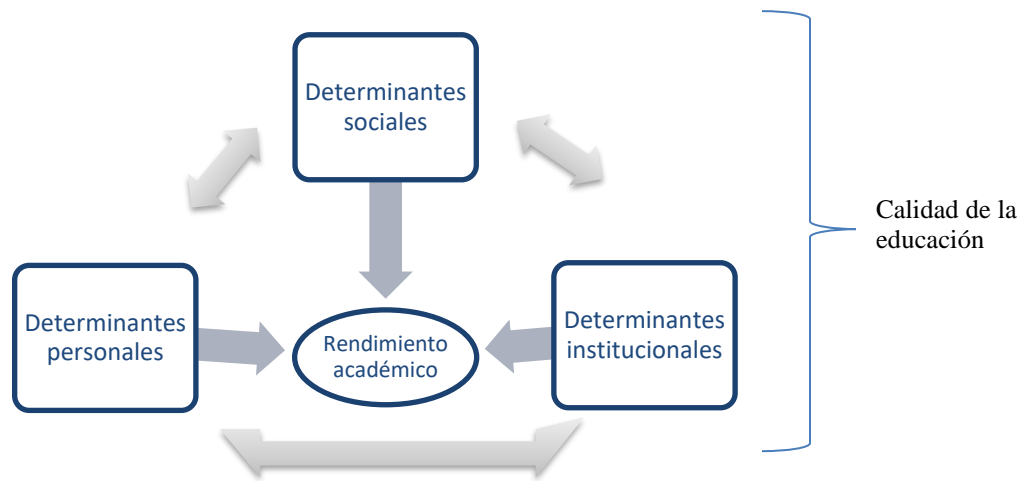 Determinantes
sociales
Calidad de la
educación
Determinantes
personales
Rendimiento
académico
Determinantes
institucionales